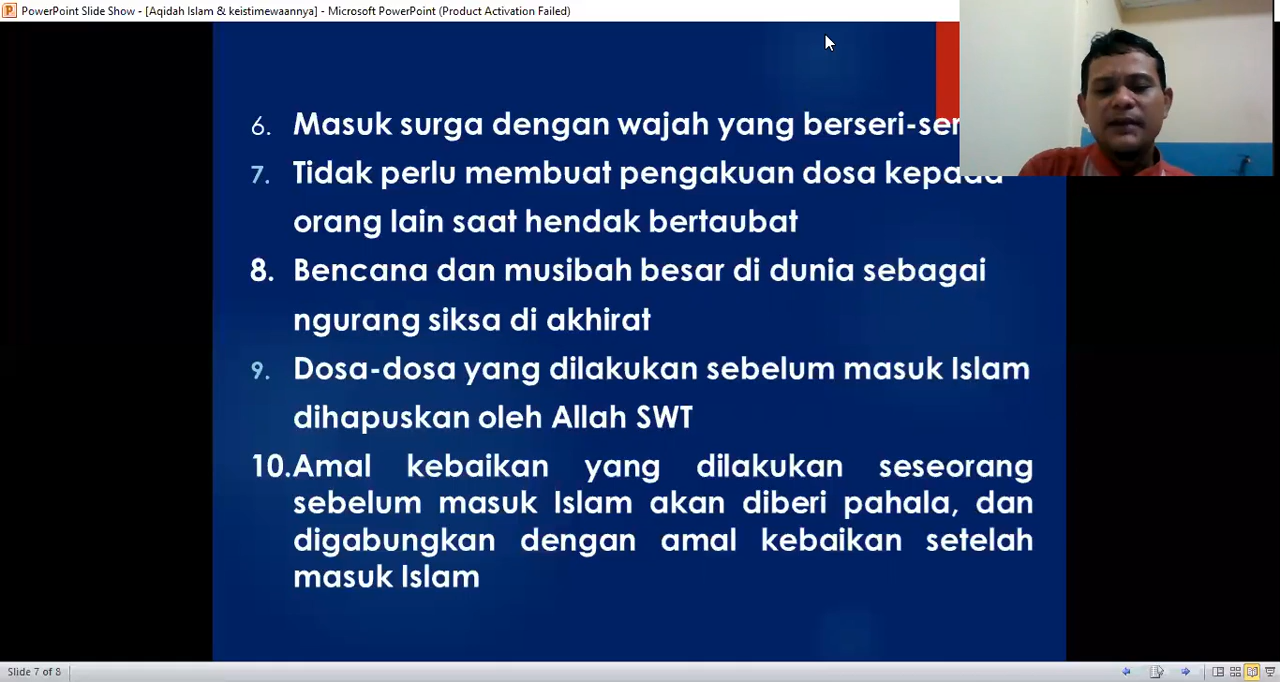 PowerPoint Slide Show - [Aqidah Islam & keistimewaannya] - Microsoft PowerPoint (Product Activation Failed)
6. Masuk surga dengan wajah yang
7. Tidak perlu membuat pengakuan dosa kepada
orang lain saat hendak bertaubat
8. Bencana dan musibah besar di dunia sebagai
ngurang siksa di akhirat
9. Dosa-dosa yang dilakukan sebelum masuk Islam
dihapuskan oleh Allah SWT
10.Amal kebaikan yang dilakukan seseorang
sebelum masuk Islam akan diberi pahala, dan
digabungkan dengan amal kebaikan setelah
masuk Islam
Slide 7 of 8